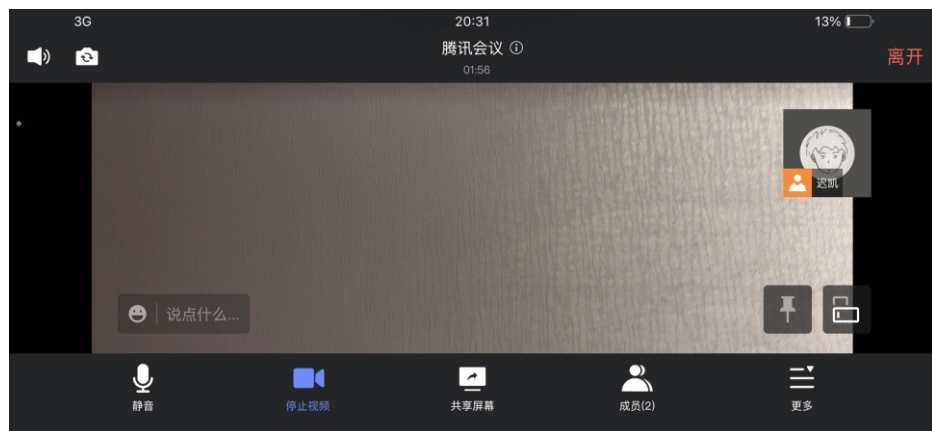 3G
20:31
13%
腾讯会议
离开
01:56
迟凯
说点什么...
静音
停止视频
共享屏幕
成员(2)
更多